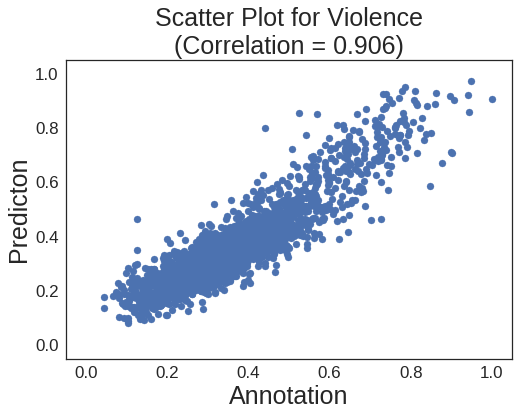 Scatter Plot for Violence
(Correlation = 0.906)
1.0
0.8
0.6
0.4
0.2
0.0
Predicton
0.0 0.2 0.4 0.6 0.8 1.0
Annotation